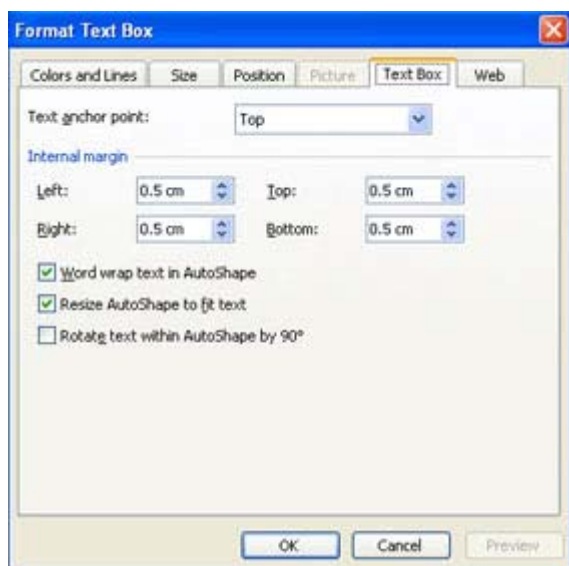 Format Text Box
Colors and Lines Size Position Picture Text Box Web
Text anchor point: Top
Internal margin
Left: 0.5 cm Top: 0.5 cm
Right: 0.5 cm Bottom: 0.5 cm
Word wrap text in AutoShape
Resize AutoShape to fit text
Rotate text within AutoShape by 90°
OK Cancel Preview